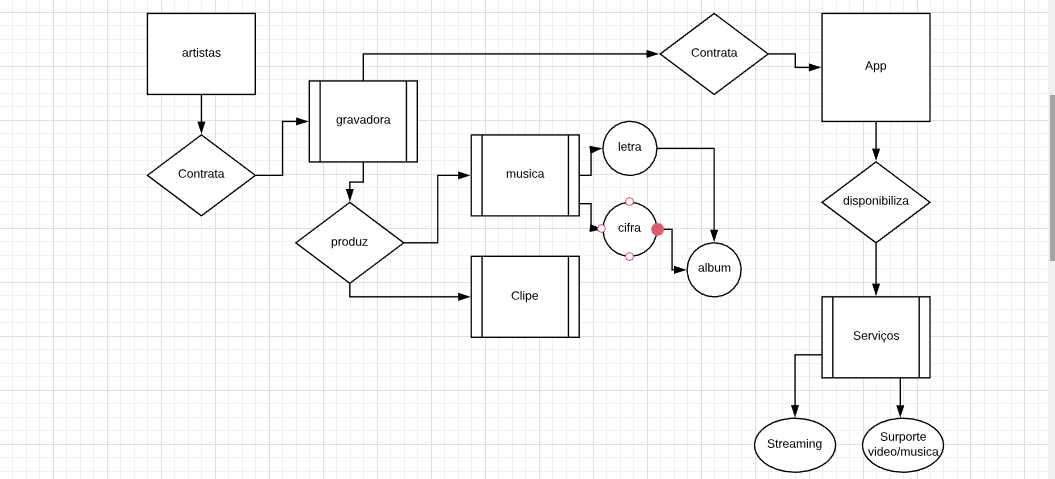 artistas
Contrata
App
gravadora
Contrata
musica
letra
disponibiliza
produz
cifra
album
Clipe
Serviços
Streaming
Surporte
video/musica